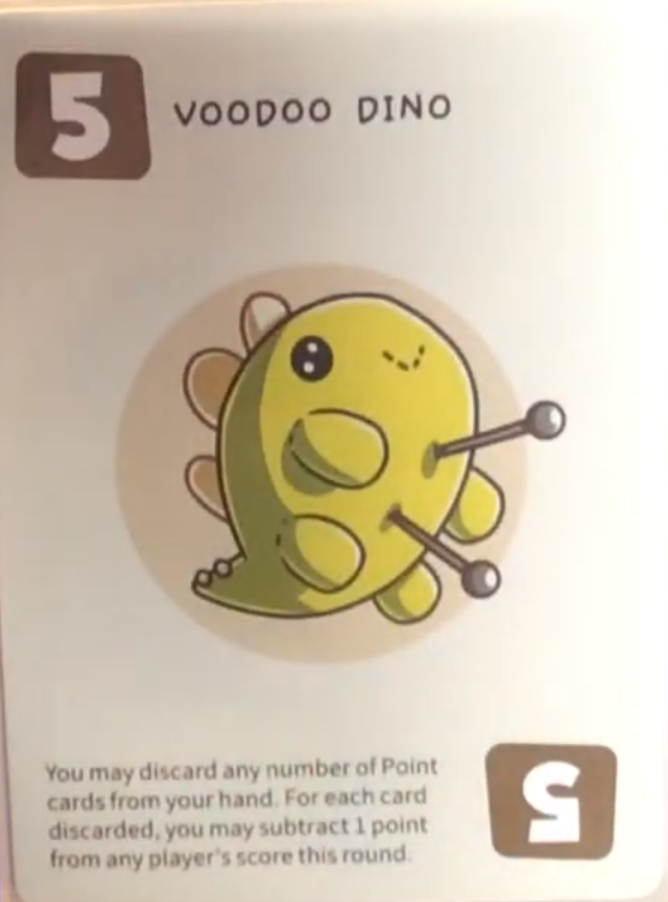 5
VOODOO DINO
You may discard any number of Point
cards from your hand. For each card
discarded, you may subtract 1 point
from any player's score this round.
5